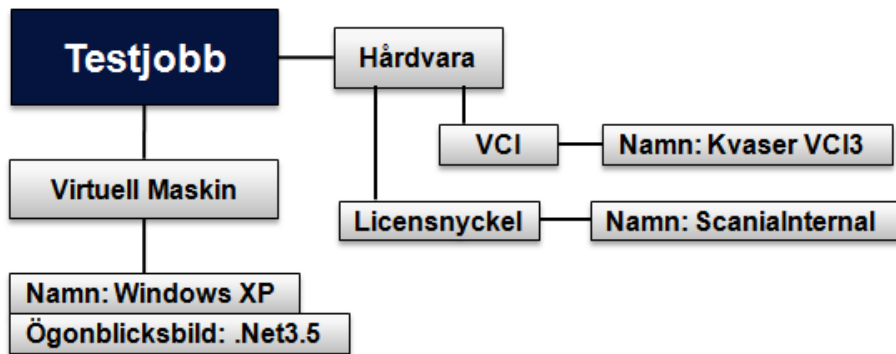 Testjobb
Hårdvara
VCI
Namn: Kvaser VCI3
Virtuell Maskin
Licensnyckel
Namn: ScaniaInternal
Namn: Windows XP
Ögonblicksbild: .Net3.5